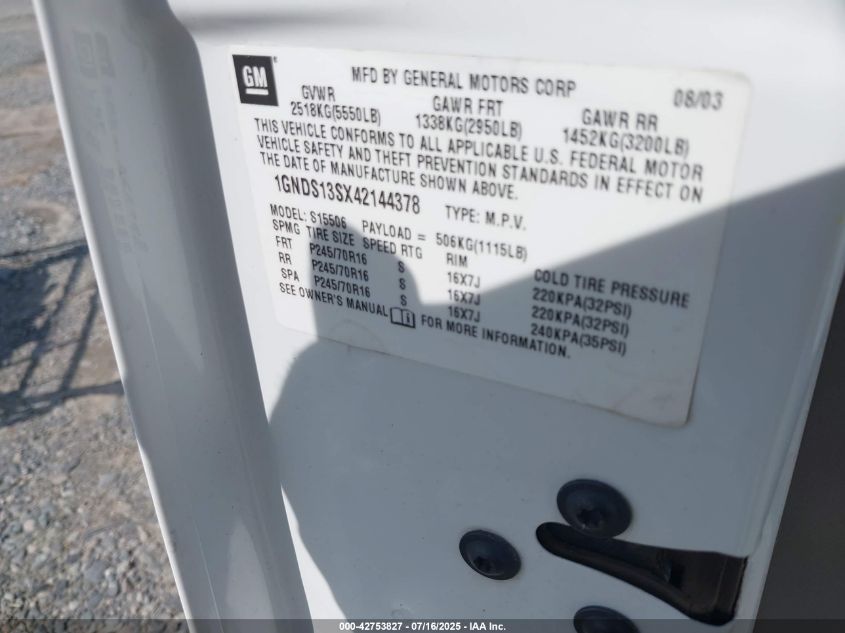 GM
MFD BY GENERAL MOTORS CORP 08/03
GVWR GAWR FRT GAWR RR
2518KG(5550LB) 1338KG(2950LB) 1452KG(3200LB)
THIS VEHICLE CONFORMS TO ALL APPLICABLE U.S. FEDERAL MOTOR
VEHICLE SAFETY AND THEFT PREVENTION STANDARDS IN EFFECT ON
THE DATE OF MANUFACTURE SHOWN ABOVE.
1GNDS13SX42144378 TYPE: M.P.V.
MODEL: S15506 PAYLOAD = 506KG(1115LB)
SPMG TIRE SIZE SPEED RTG RIM COLD TIRE PRESSURE
FRT P245/70R16 S 16X7J 220KPA(32PSI)
RR P245/70R16 S 16X7J 220KPA(32PSI)
SPA P245/70R16 S 16X7J 240KPA(35PSI)
SEE OWNER'S MANUAL FOR MORE INFORMATION.
000-42753827 07/16/2025 IAA Inc.